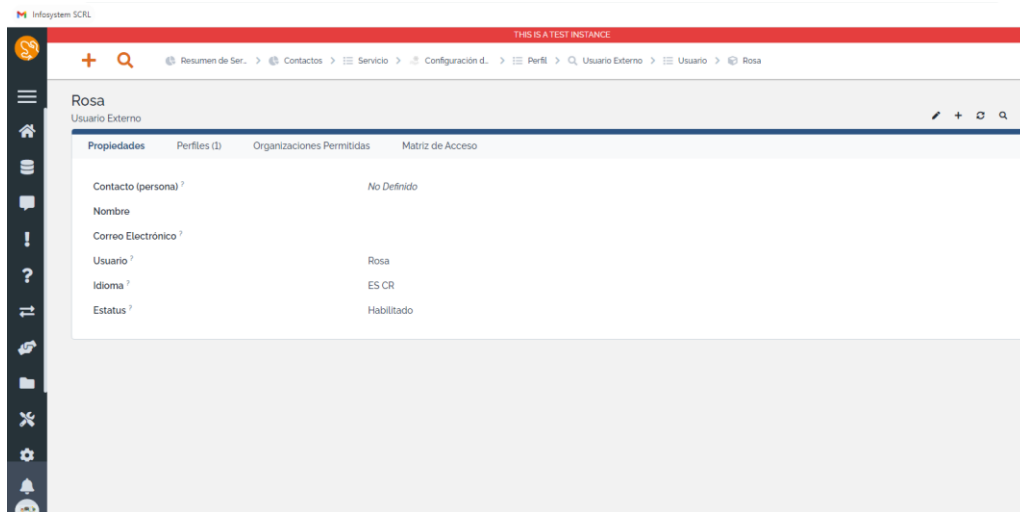 Infosystem SCRL
THIS IS A TEST INSTANCE
Resumen de Ser... > Contactos > Servicio > Configuración d... > Perfil > Usuario Externo > Usuario > Rosa
Rosa
Usuario Externo
Propiedades Perfiles (1) Organizaciones Permitidas Matriz de Acceso
Contacto (persona) ? No Definido
Nombre
Correo Electrónico ?
Usuario ? Rosa
Idioma ? ES CR
Estatus ? Habilitado